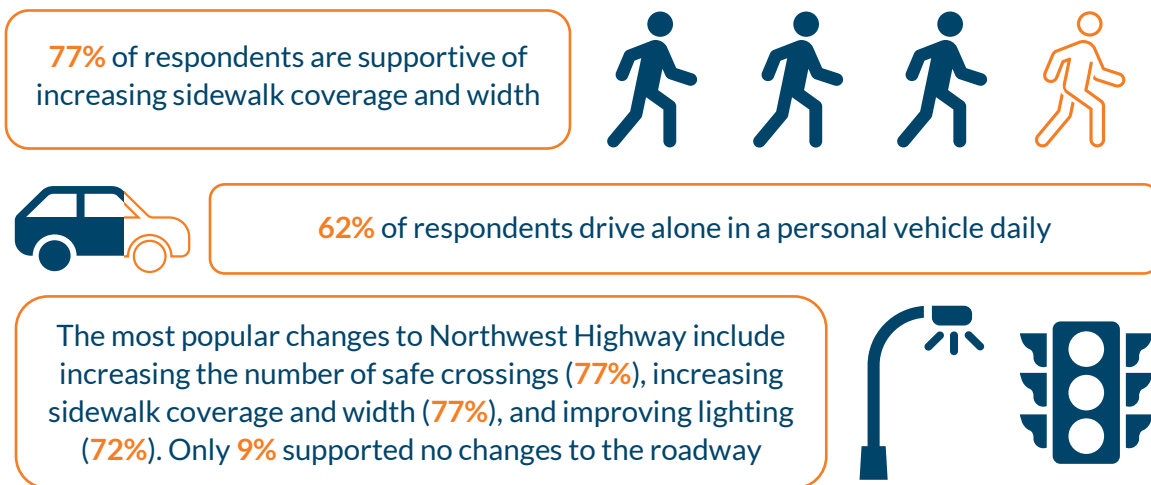 77% of respondents are supportive of
increasing sidewalk coverage and width
62% of respondents drive alone in a personal vehicle daily
The most popular changes to Northwest Highway include
increasing the number of safe crossings (77%), increasing
sidewalk coverage and width (77%), and improving lighting
(72%). Only 9% supported no changes to the roadway